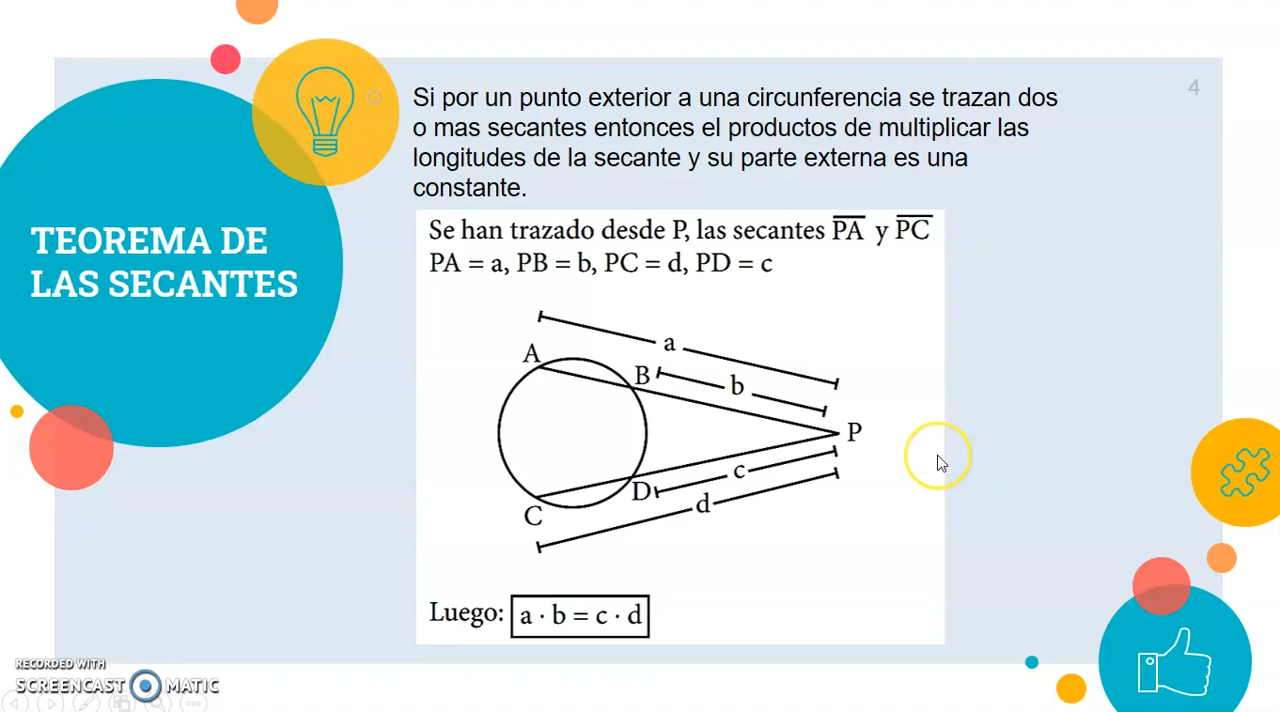 4
TEOREMA DE
LAS SECANTES
Si por un punto exterior a una circunferencia se trazan dos
o mas secantes entonces el productos de multiplicar las
longitudes de la secante y su parte externa es una
constante.
Se han trazado desde P, las secantes PA y PC
PA = a, PB = b, PC = d, PD = c
a
A
B
b
P
c
D
d
C
Luego: a · b = c · d
RECORDED WITH
SCREENCAST MATIC